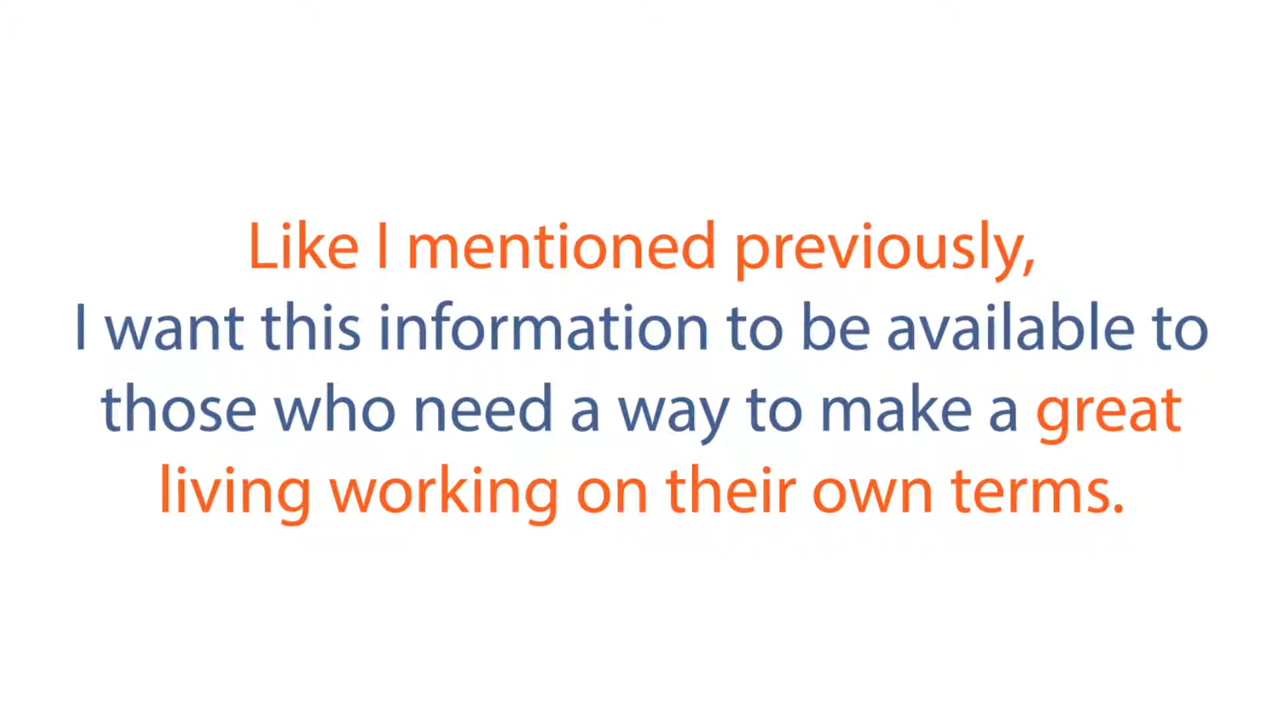 Like I mentioned previously,
I want this information to be available to
those who need a way to make a great
living working on their own terms.